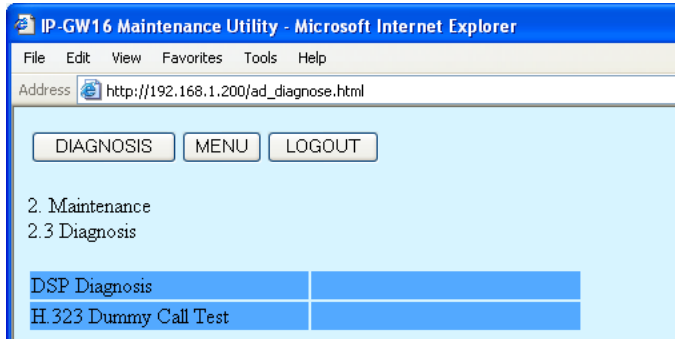 IP-GW16 Maintenance Utility - Microsoft Internet Explorer
File Edit View Favorites Tools Help
Address http://192.168.1.200/ad_diagnose.html
DIAGNOSIS MENU LOGOUT
2. Maintenance
2.3 Diagnosis
DSP Diagnosis
H.323 Dummy Call Test